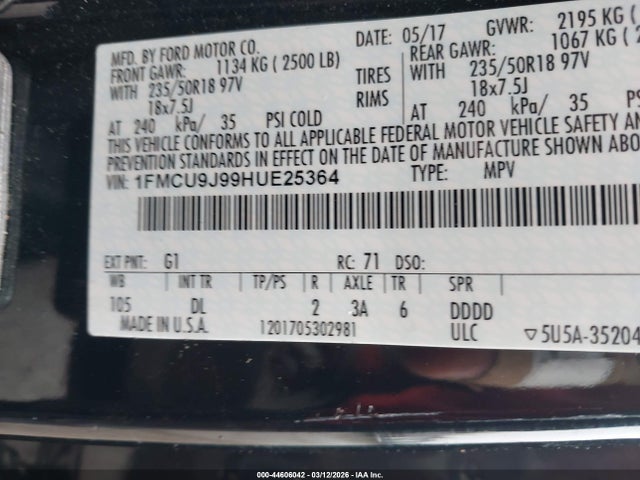 MFD. BY FORD MOTOR CO.
DATE: 05/17 GVWR: 2195 KG (
FRONT GAWR: 1134 KG ( 2500 LB)
REAR GAWR: 1067 KG ( 2
WITH 235/50R18 97V TIRES
WITH 235/50R18 97V
18x7.5J RIMS
18x7.5J
AT 240 kPa/ 35 PSI COLD
AT 240 kPa/ 35 PS
THIS VEHICLE CONFORMS TO ALL APPLICABLE FEDERAL MOTOR VEHICLE SAFETY AN
PREVENTION STANDARDS IN EFFECT ON THE DATE OF MANUFACTURE SHOWN ABO
VIN: 1FMCU9J99HUE25364 TYPE: MPV
EXT PNT: G1 RC: 71 DSO:
WB INT TR TP/PS R AXLE TR SPR
105 DL 2 3A 6 DDDD
MADE IN U.S.A. 1201705302981 ULC ▽5U5A-35204
000-44606042 - 03/12/2026 - IAA Inc.